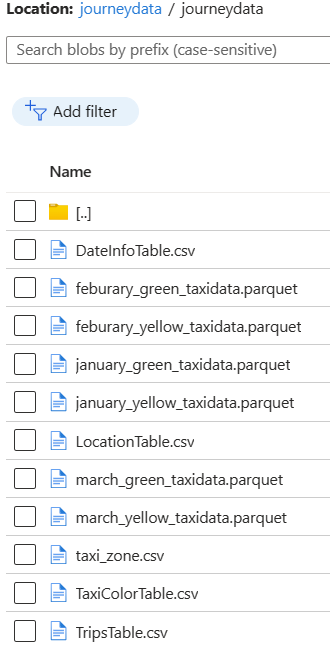 Location: journeydata / journeydata
Search blobs by prefix (case-sensitive)
Add filter
Name
[..]
DateInfoTable.csv
feburary_green_taxidata.parquet
feburary_yellow_taxidata.parquet
january_green_taxidata.parquet
january_yellow_taxidata.parquet
LocationTable.csv
march_green_taxidata.parquet
march_yellow_taxidata.parquet
taxi_zone.csv
TaxiColorTable.csv
TripsTable.csv